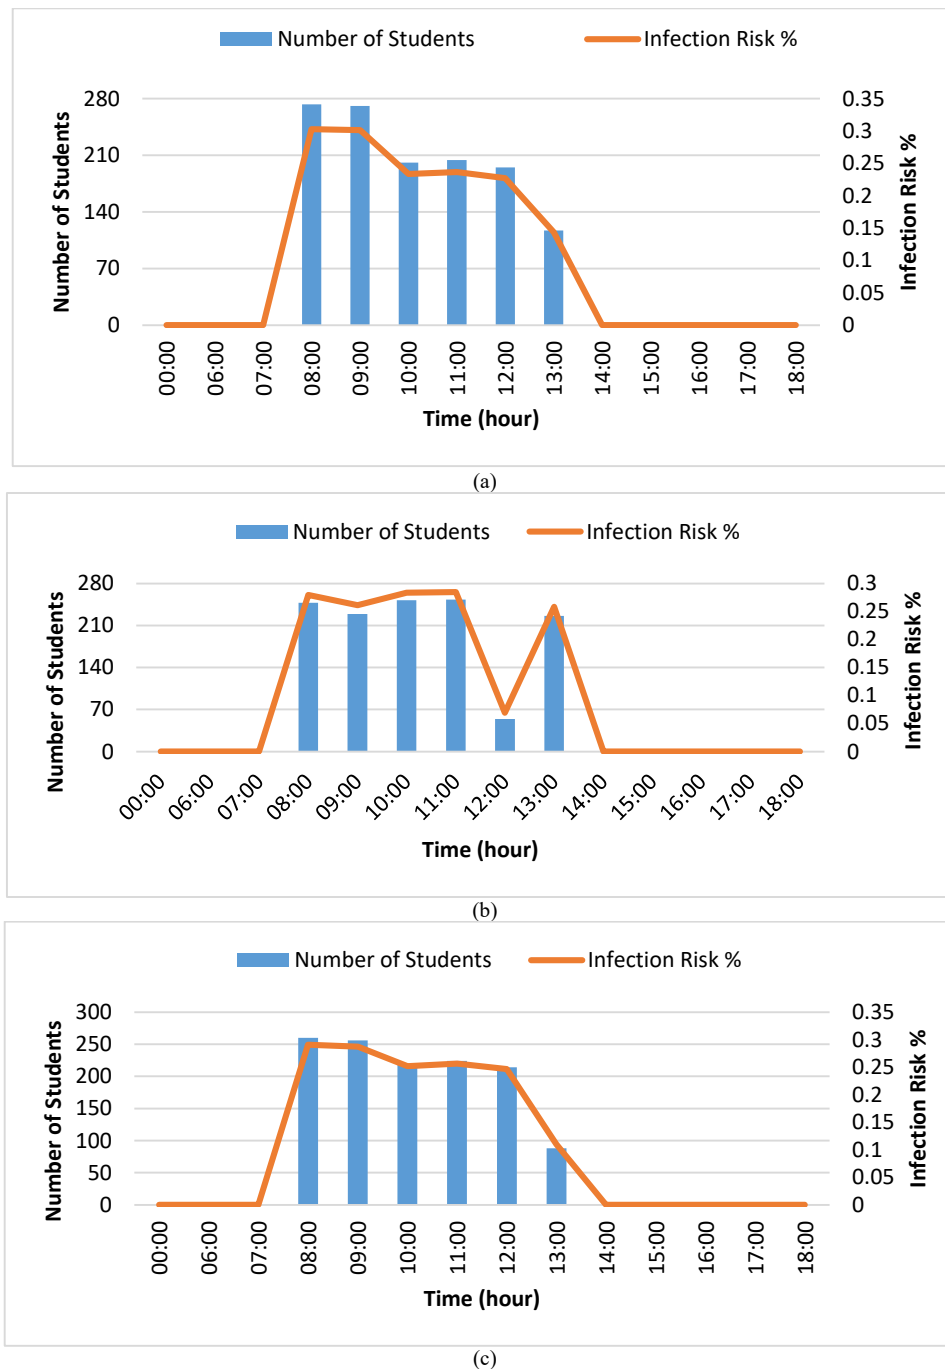 Number of Students Infection Risk %
280 0.35
0.3
210 0.25
0.2
140 0.15
70 0.1
0.05
0 0
Number of Students
Infection Risk %
00:00 06:00 07:00 08:00 09:00 10:00 11:00 12:00 13:00 14:00 15:00 16:00 17:00 18:00
Time (hour)
(a)
Number of Students Infection Risk %
280 0.3
0.25
210 0.2
140 0.15
0.1
70 0.05
0 0
Number of Students
Infection Risk %
00:00 06:00 07:00 08:00 09:00 10:00 11:00 12:00 13:00 14:00 15:00 16:00 17:00 18:00
Time (hour)
(b)
Number of Students Infection Risk %
300 0.35
250 0.3
200 0.25
0.2
150 0.15
100 0.1
50 0.05
0 0
Number of Students
Infection Risk %
00:00 06:00 07:00 08:00 09:00 10:00 11:00 12:00 13:00 14:00 15:00 16:00 17:00 18:00
Time (hour)
(c)